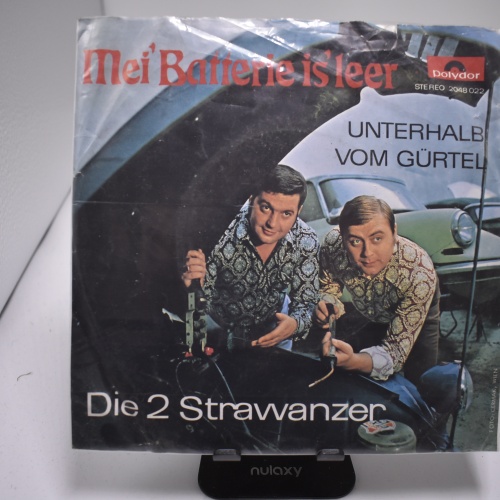 Mei' Batterie is' leer
polydor
STEREO 2048 022
UNTERHALB
VOM GÜRTEL
Die 2 Strawanzer
nulaxy